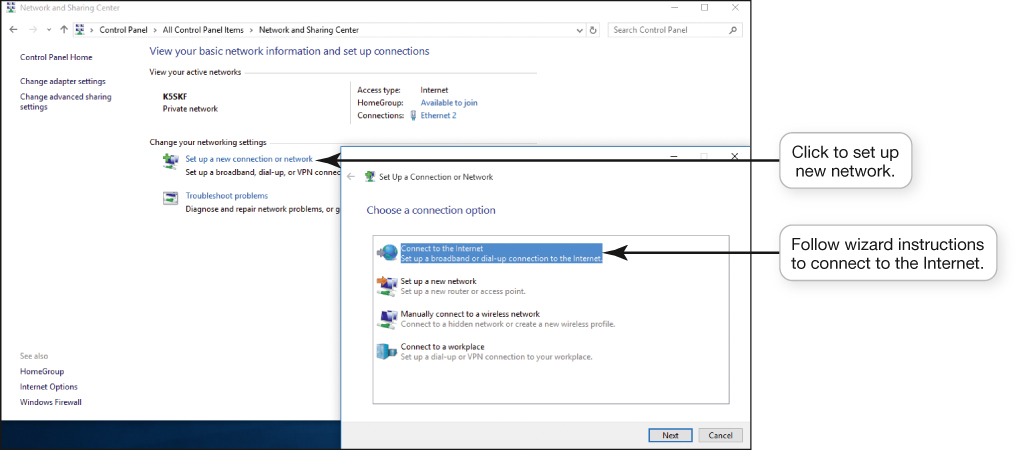 Network and Sharing Center
Control Panel > All Control Panel Items > Network and Sharing Center
Search Control Panel
Control Panel Home
Change adapter settings
Change advanced sharing
settings
View your basic network information and set up connections
View your active networks
K5SKF
Private network
Access type: Internet
HomeGroup: Available to join
Connections: Ethernet 2
Change your networking settings
Set up a new connection or network
Set up a broadband, dial-up, or VPN connec
Troubleshoot problems
Diagnose and repair network problems, or g
See also
HomeGroup
Internet Options
Windows Firewall
Set Up a Connection or Network
Choose a connection option
Connect to the Internet
Set up a broadband or dial-up connection to the Internet.
Set up a new network
Set up a new router or access point.
Manually connect to a wireless network
Connect to a hidden network or create a new wireless profile.
Connect to a workplace
Set up a dial-up or VPN connection to your workplace.
Next
Cancel
Click to set up
new network.
Follow wizard instructions
to connect to the Internet.